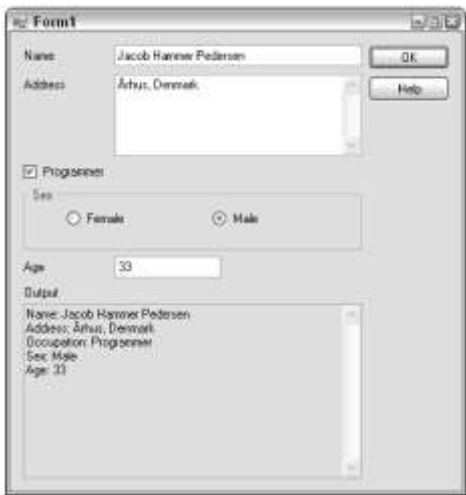 Form1
Name Jacob Hammer Pedersen OK
Address Århus, Denmark Help
Programmer
Sex
Female Male
Age 33
Output
Name: Jacob Hammer Pedersen
Address: Århus, Denmark
Occupation: Programmer
Sex: Male
Age: 33